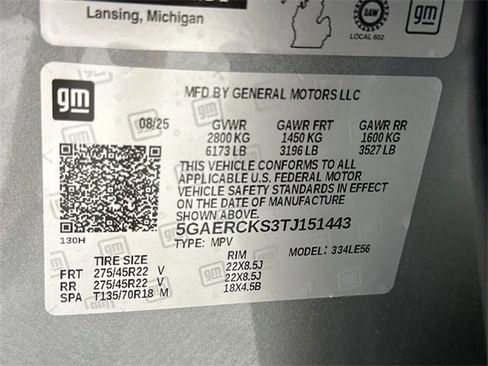 Lansing, Michigan
UAW
LOCAL 602
gm
gm
MFD BY GENERAL MOTORS LLC
08/25 GVWR GAWR FRT GAWR RR
2800 KG 1450 KG 1600 KG
6173 LB 3196 LB 3527 LB
THIS VEHICLE CONFORMS TO ALL
APPLICABLE U.S. FEDERAL MOTOR
VEHICLE SAFETY STANDARDS IN EFFECT
ON THE DATE OF MANUFACTURE
SHOWN ABOVE.
5GAERCKS3TJ151443
130H
TYPE: MPV MODEL: 334LE56
TIRE SIZE RIM
FRT 275/45R22 V 22X8.5J
RR 275/45R22 V 22X8.5J
SPA T135/70R18 M 18X4.5B